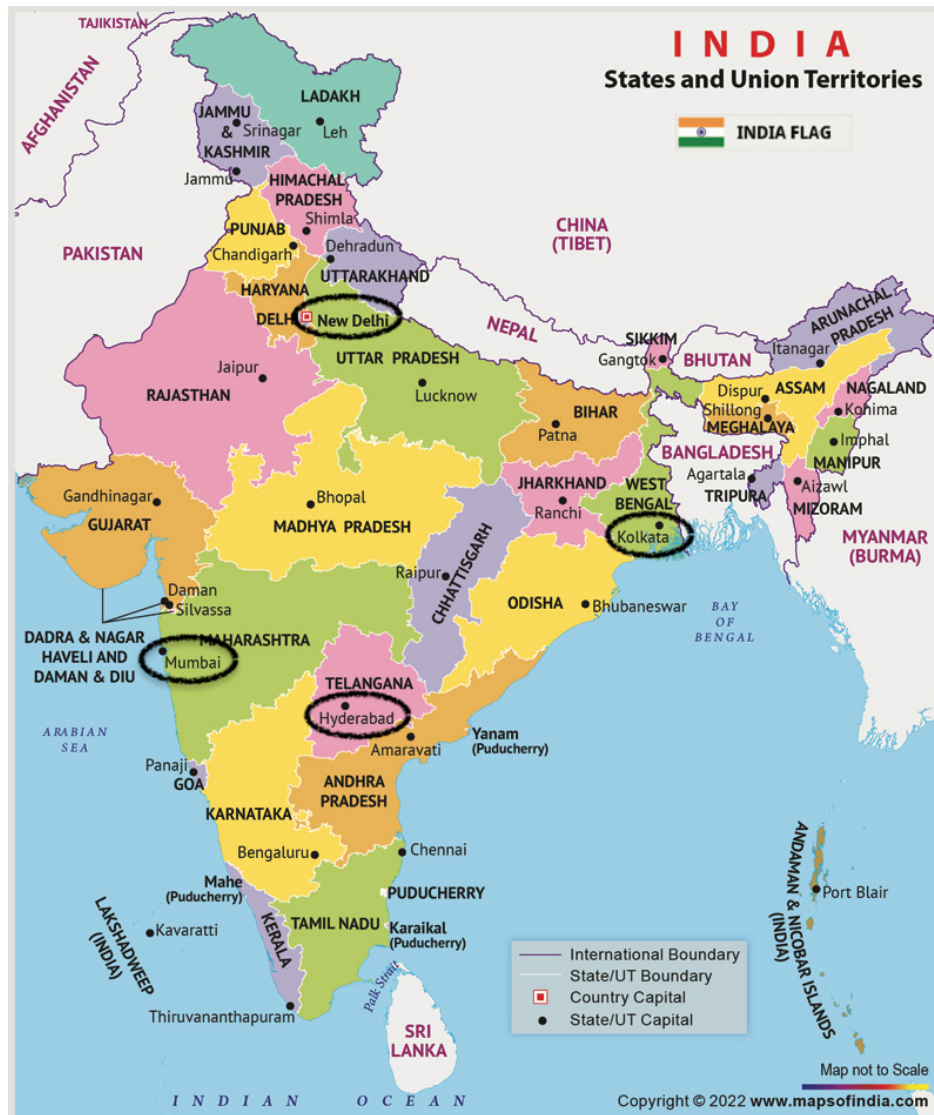 INDIA
States and Union Territories
INDIA FLAG
TAJIKISTAN
AFGHANISTAN
PAKISTAN
CHINA
(TIBET)
NEPAL
BHUTAN
BANGLADESH
MYANMAR
(BURMA)
SRI
LANKA
LADAKH
Leh
JAMMU
&
KASHMIR
Srinagar
Jammu
HIMACHAL
PRADESH
Shimla
PUNJAB
Chandigarh
Dehradun
UTTARAKHAND
HARYANA
DELHI
New Delhi
UTTAR PRADESH
Lucknow
RAJASTHAN
Jaipur
BIHAR
Patna
SIKKIM
Gangtok
ARUNACHAL
PRADESH
Itanagar
ASSAM
Dispur
NAGALAND
Kohima
Shillong
MEGHALAYA
Imphal
MANIPUR
Agartala
TRIPURA
Aizawl
MIZORAM
Gandhinagar
GUJARAT
Bhopal
MADHYA PRADESH
JHARKHAND
Ranchi
WEST
BENGAL
Kolkata
CHHATTISGARH
Raipur
ODISHA
Bhubaneswar
Daman
Silvassa
DADRA & NAGAR
HAVELI AND
DAMAN & DIU
MAHARASHTRA
Mumbai
TELANGANA
Hyderabad
Amaravati
Yanam
(Puducherry)
ANDHRA
PRADESH
Panaji
GOA
KARNATAKA
Bengaluru
Chennai
Mahe
(Puducherry)
PUDUCHERRY
TAMIL NADU
Karaikal
(Puducherry)
KERALA
Thiruvananthapuram
LAKSHADWEEP
(INDIA)
Kavaratti
ANDAMAN & NICOBAR ISLANDS
(INDIA)
Port Blair
ARABIAN
SEA
BAY
OF
BENGAL
Palk Strait
INDIAN OCEAN
International Boundary
State/UT Boundary
Country Capital
State/UT Capital
Map not to Scale
Copyright © 2022 www.mapsofindia.com